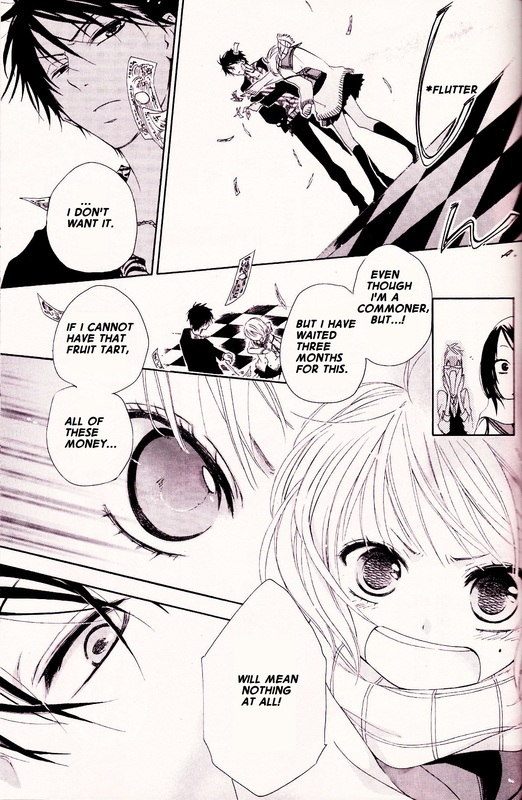 *FLUTTER
...
I DON'T
WANT IT.
EVEN
THOUGH
I'M A
COMMONER,
BUT...!
BUT I HAVE
WAITED
THREE
MONTHS
FOR THIS.
IF I CANNOT
HAVE THAT
FRUIT TART,
ALL OF
THESE
MONEY...
WILL MEAN
NOTHING
AT ALL!